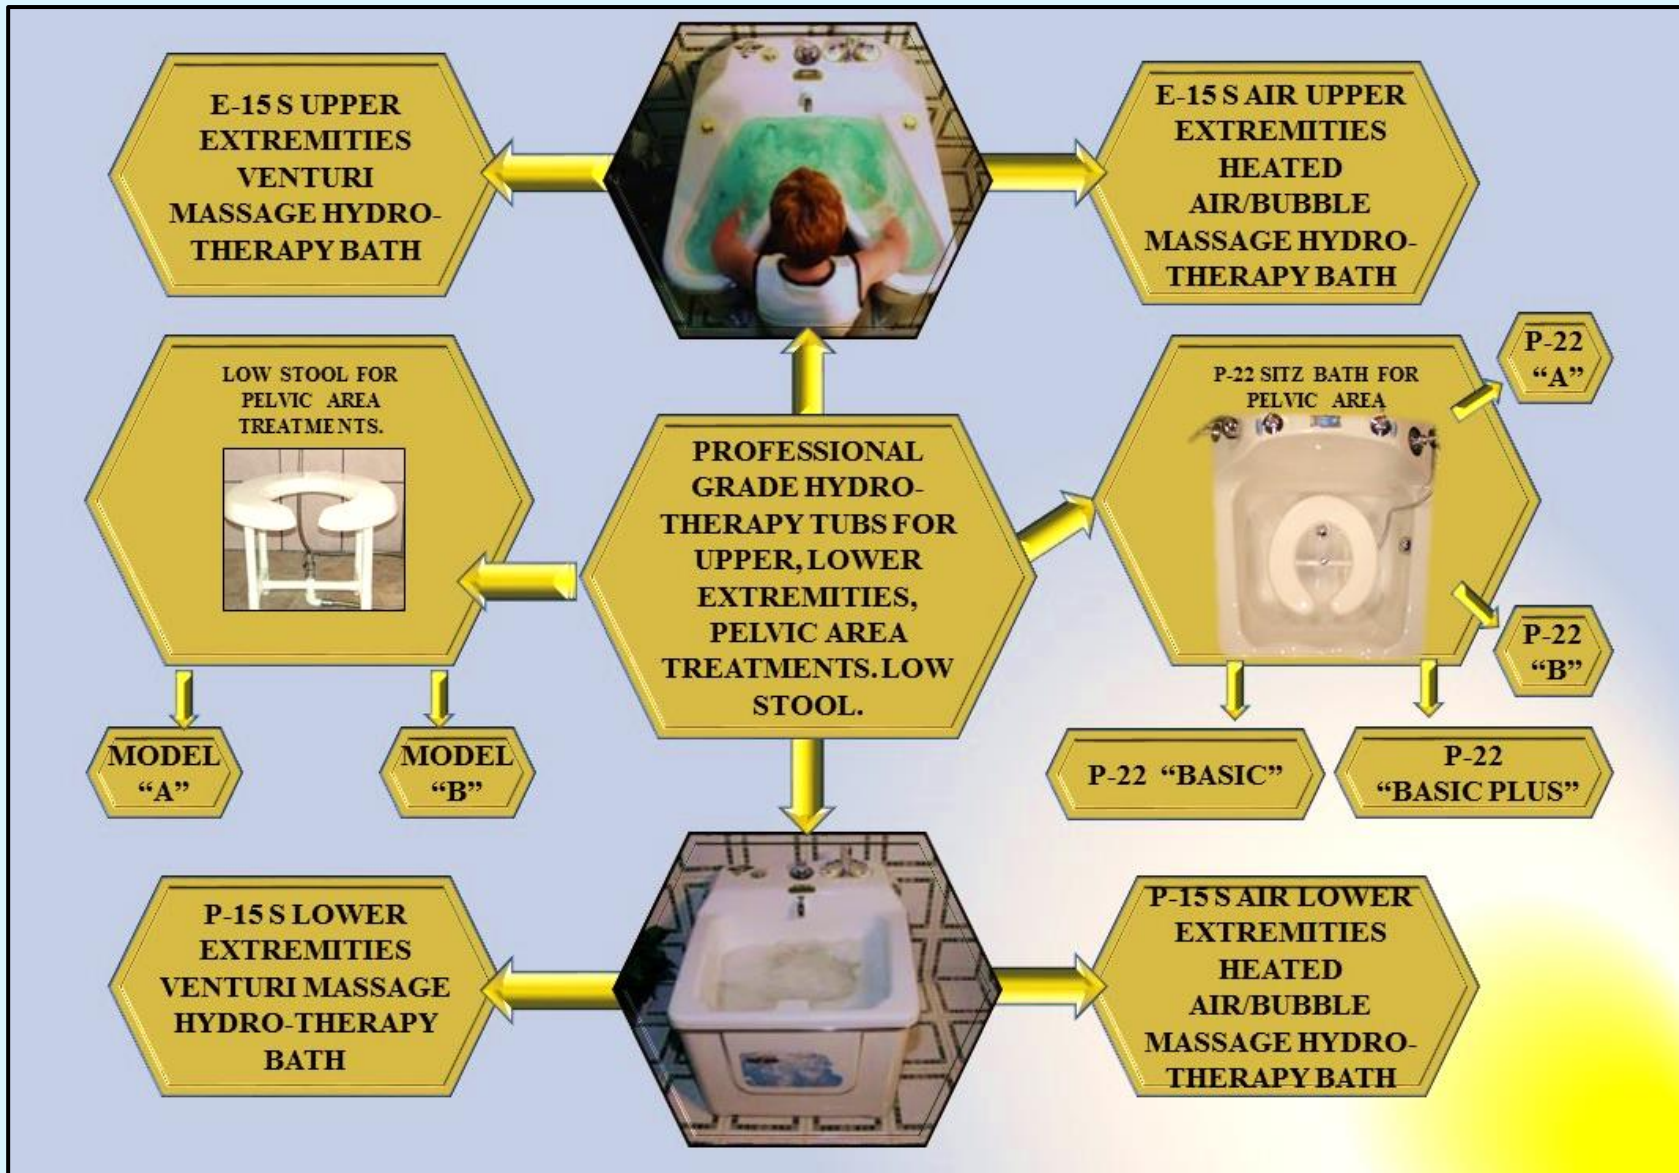 E-15 S UPPER
EXTREMITIES
VENTURI
MASSAGE HYDRO-
THERAPY BATH
E-15 S AIR UPPER
EXTREMITIES
HEATED
AIR/BUBBLE
MASSAGE HYDRO-
THERAPY BATH
LOW STOOL FOR
PELVIC AREA
TREATMENTS.
PROFESSIONAL
GRADE HYDRO-
THERAPY TUBS FOR
UPPER, LOWER
EXTREMITIES,
PELVIC AREA
TREATMENTS. LOW
STOOL.
P-22 SITZ BATH FOR
PELVIC AREA
P-22
“A”
P-22
“B”
MODEL
“A”
MODEL
“B”
P-22 “BASIC”
P-22
“BASIC PLUS”
P-15 S LOWER
EXTREMITIES
VENTURI MASSAGE
HYDRO-THERAPY
BATH
P-15 S AIR LOWER
EXTREMITIES
HEATED
AIR/BUBBLE
MASSAGE HYDRO-
THERAPY BATH